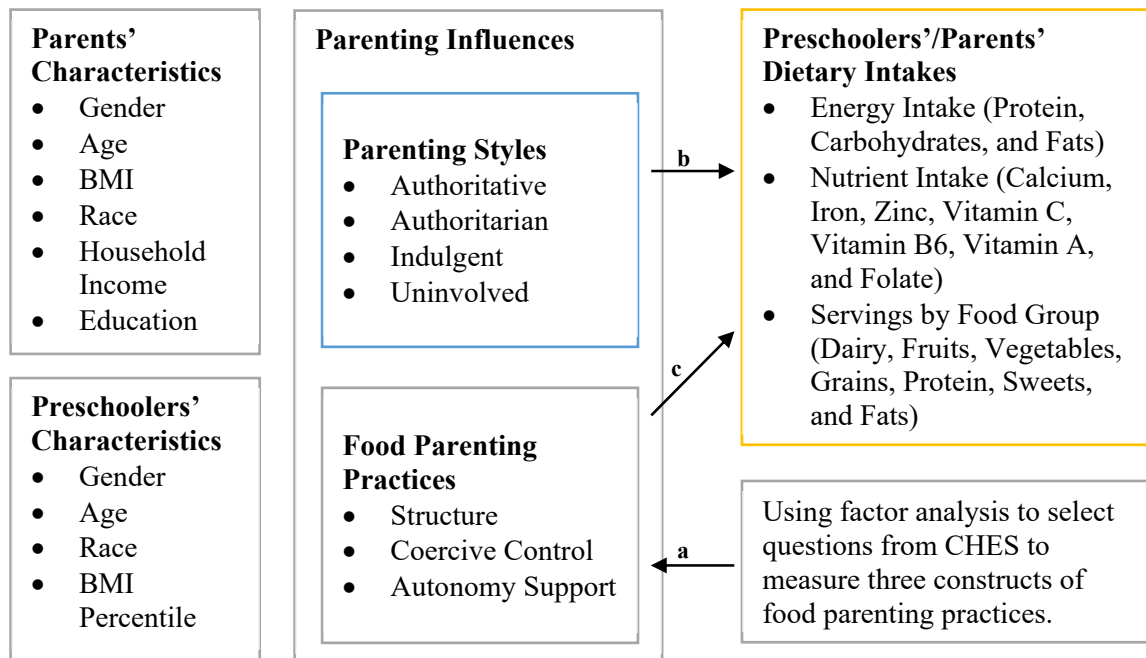 Parents’
Characteristics
• Gender
• Age
• BMI
• Race
• Household
Income
• Education
Preschoolers’
Characteristics
• Gender
• Age
• Race
• BMI
Percentile
Parenting Influences
Parenting Styles
• Authoritative
• Authoritarian
• Indulgent
• Uninvolved
Food Parenting
Practices
• Structure
• Coercive Control
• Autonomy Support
b
c
a
Preschoolers’/Parents’
Dietary Intakes
• Energy Intake (Protein,
Carbohydrates, and Fats)
• Nutrient Intake (Calcium,
Iron, Zinc, Vitamin C,
Vitamin B6, Vitamin A,
and Folate)
• Servings by Food Group
(Dairy, Fruits, Vegetables,
Grains, Protein, Sweets,
and Fats)
Using factor analysis to select
questions from CHES to
measure three constructs of
food parenting practices.